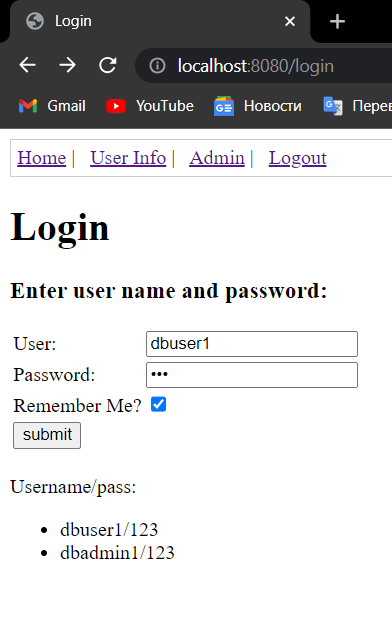 Login
localhost:8080/login
Gmail YouTube Новости Перев
Home | User Info | Admin | Logout
Login
Enter user name and password:
User: dbuser1
Password: •••
Remember Me?
submit
Username/pass:
• dbuser1/123
• dbadmin1/123